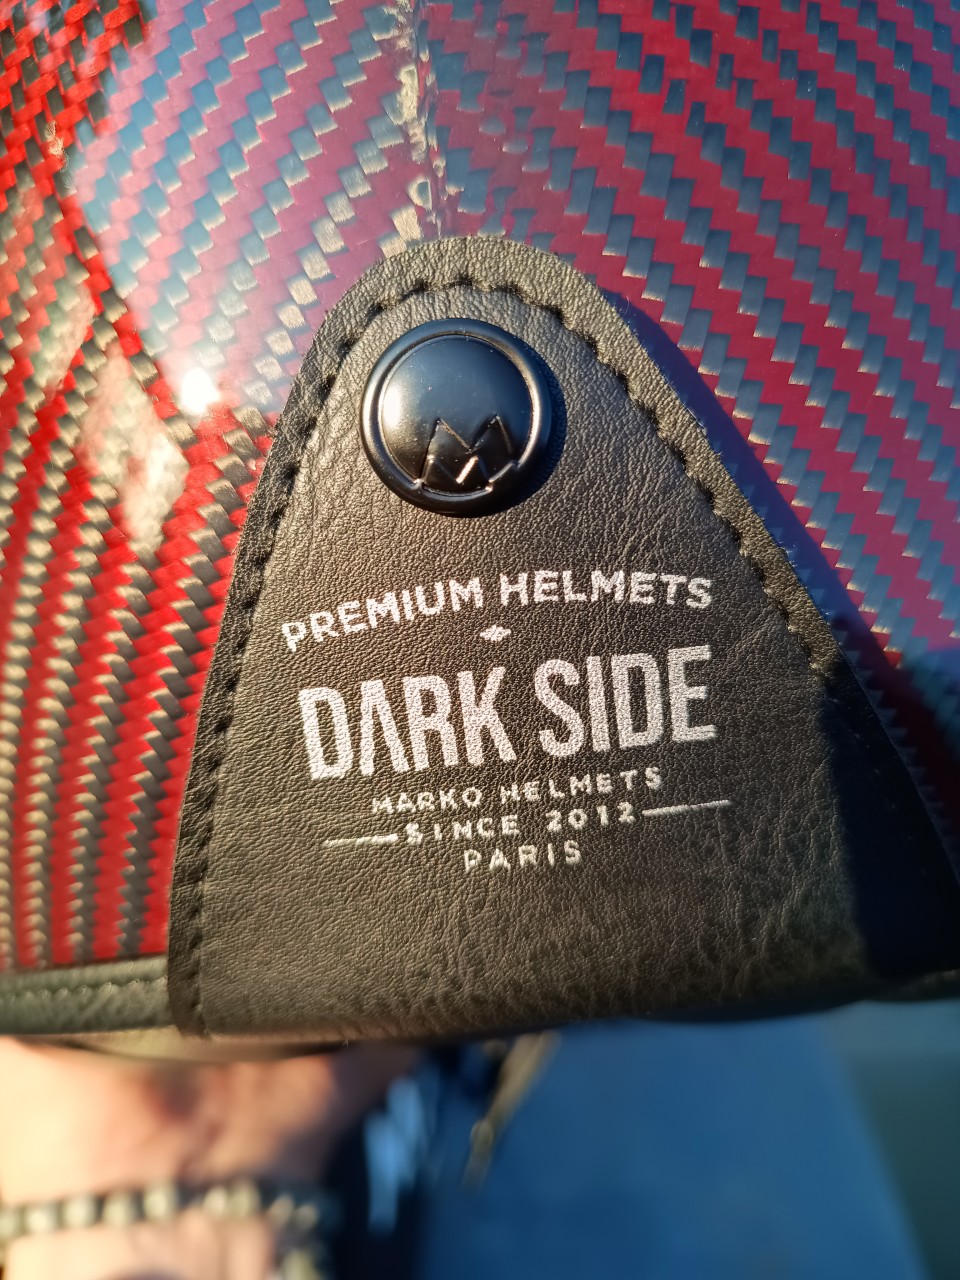 PREMIUM HELMETS
DARK SIDE
MARKO HELMETS
SINCE 2012
PARIS